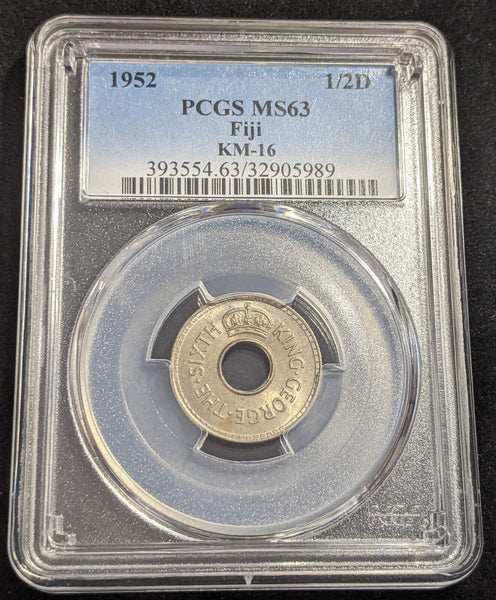 1952 1/2D
PCGS MS63
Fiji
KM-16
393554.63/32905989
KING·GEORGE·THE·SIXTH